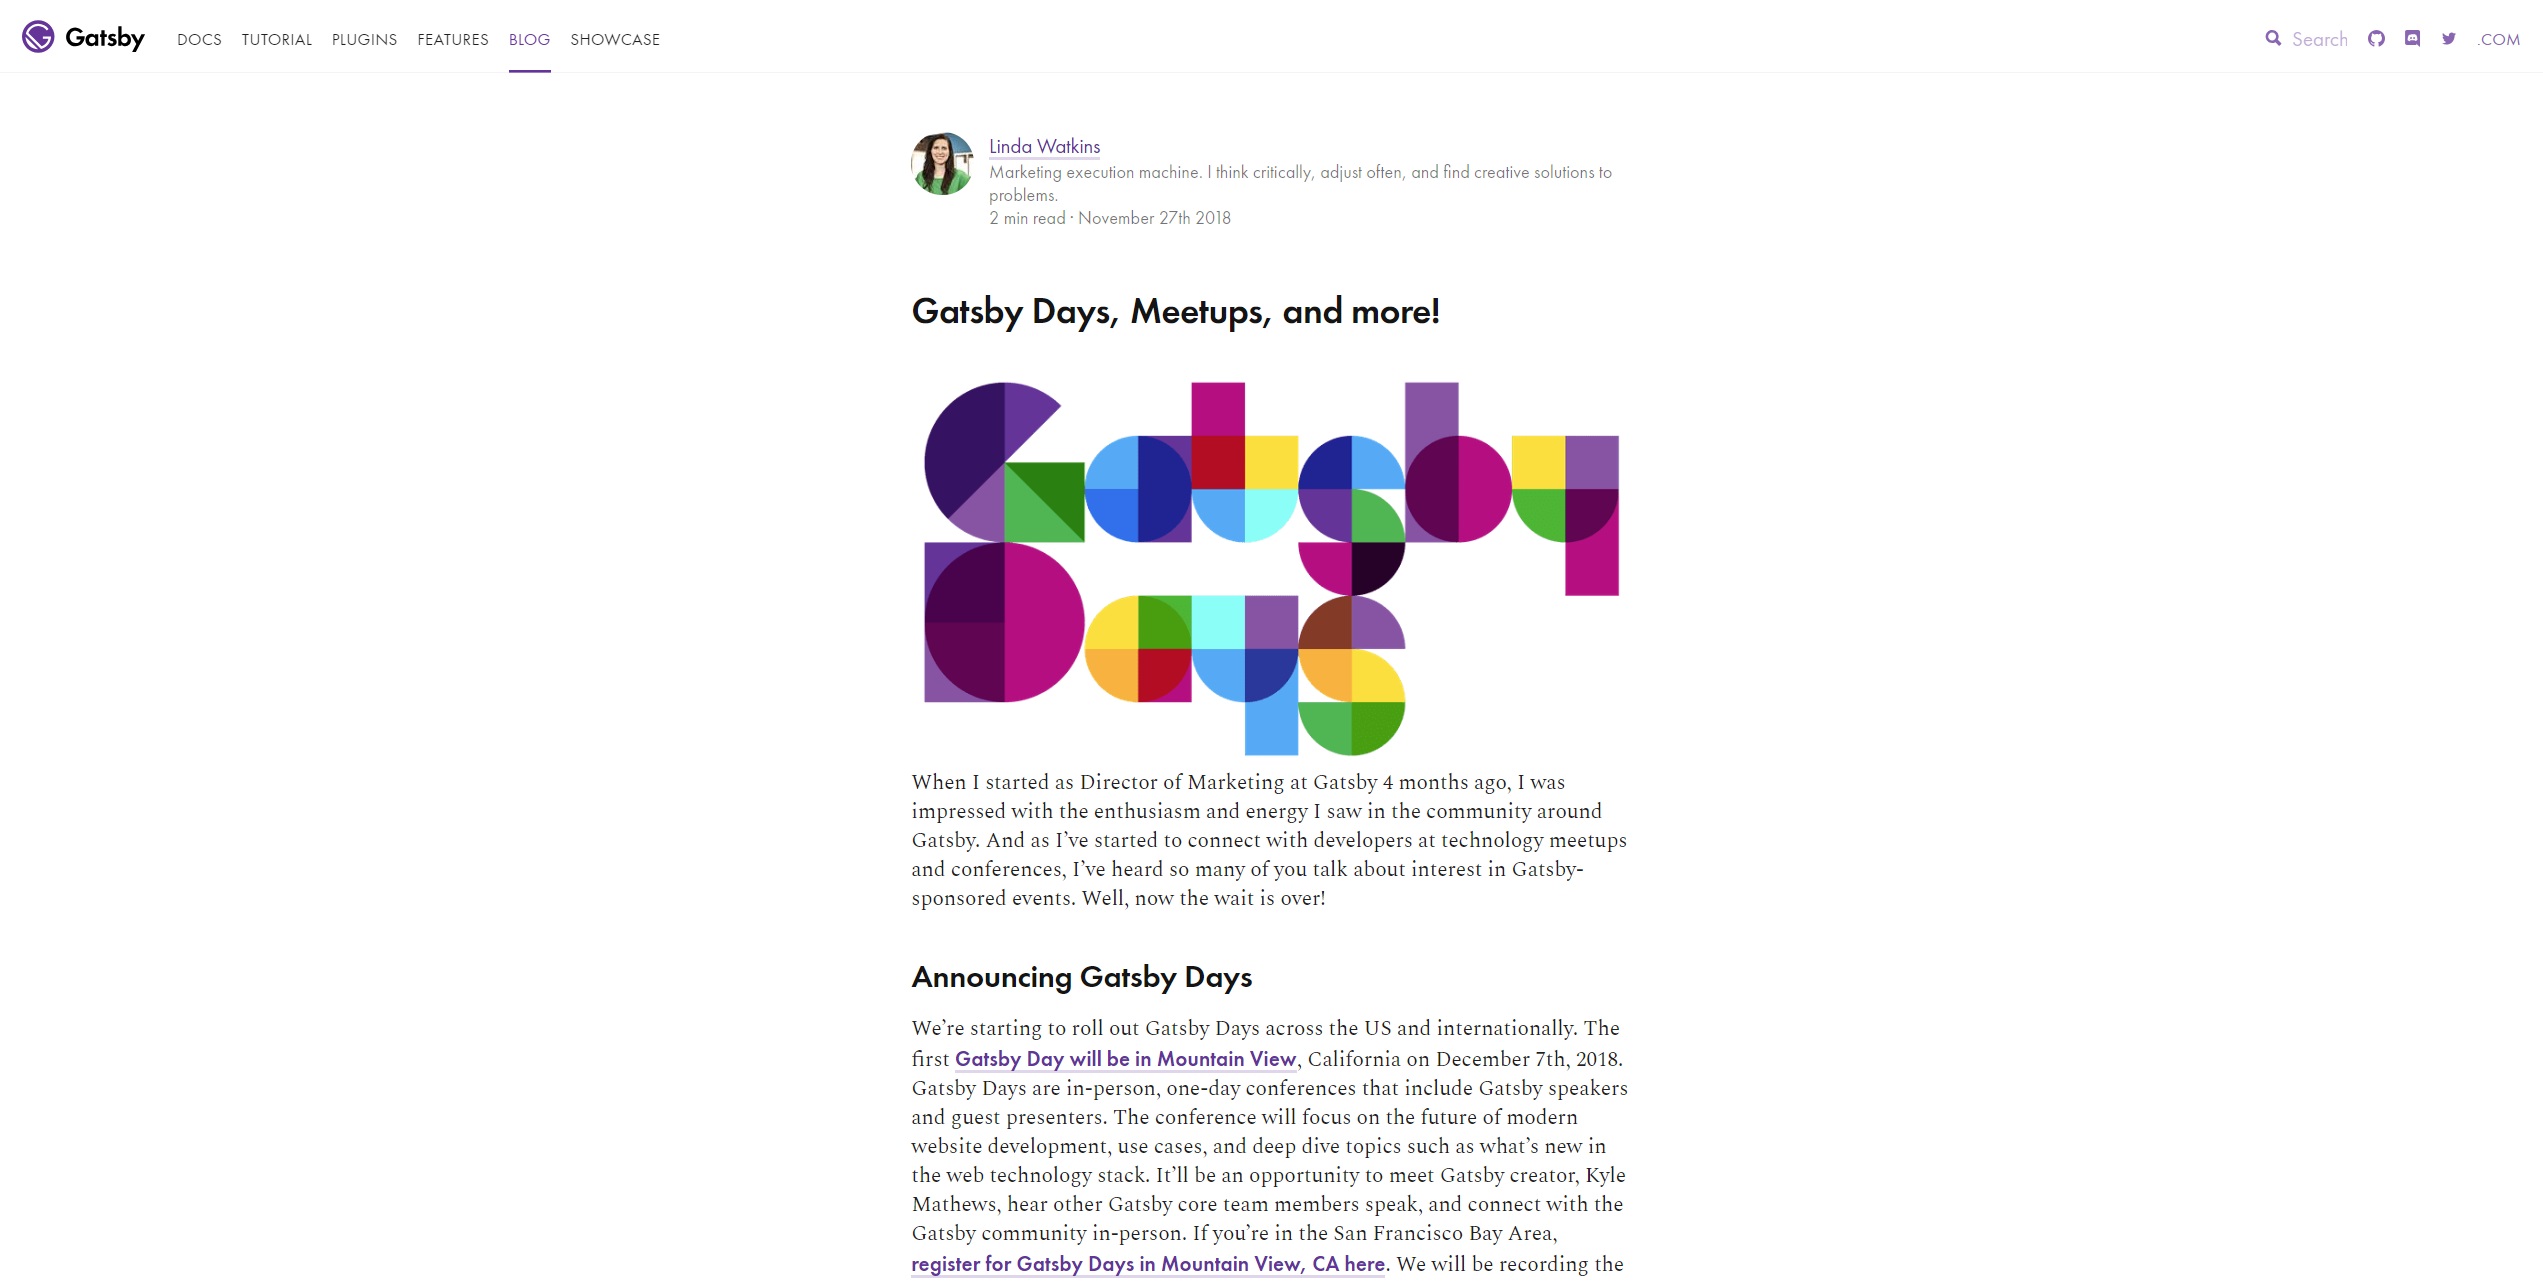 Gatsby DOCS TUTORIAL PLUGINS FEATURES BLOG SHOWCASE Search .COM
Linda Watkins
Marketing execution machine. I think critically, adjust often, and find creative solutions to
problems.
2 min read · November 27th 2018
Gatsby Days, Meetups, and more!
Gatsby
Days
When I started as Director of Marketing at Gatsby 4 months ago, I was
impressed with the enthusiasm and energy I saw in the community around
Gatsby. And as I’ve started to connect with developers at technology meetups
and conferences, I’ve heard so many of you talk about interest in Gatsby-
sponsored events. Well, now the wait is over!
Announcing Gatsby Days
We’re starting to roll out Gatsby Days across the US and internationally. The
first Gatsby Day will be in Mountain View, California on December 7th, 2018.
Gatsby Days are in-person, one-day conferences that include Gatsby speakers
and guest presenters. The conference will focus on the future of modern
website development, use cases, and deep dive topics such as what’s new in
the web technology stack. It’ll be an opportunity to meet Gatsby creator, Kyle
Mathews, hear other Gatsby core team members speak, and connect with the
Gatsby community in-person. If you’re in the San Francisco Bay Area,
register for Gatsby Days in Mountain View, CA here. We will be recording the